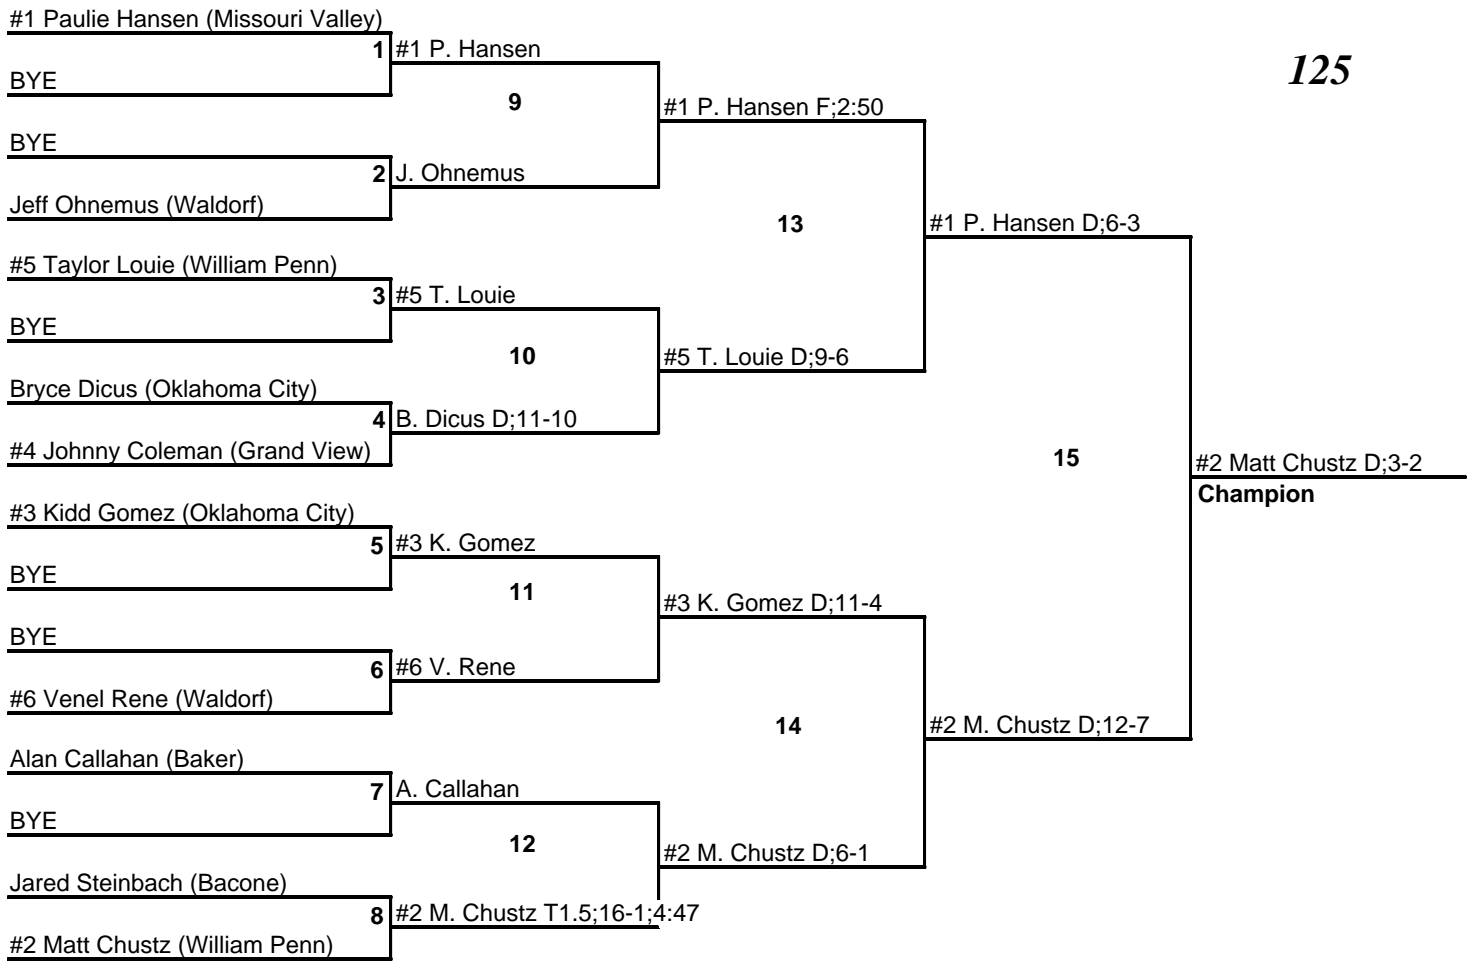 #1 Paulie Hansen (Missouri Valley)
1
BYE
BYE
2
Jeff Ohnemus (Waldorf)
#5 Taylor Louie (William Penn)
3
BYE
Bryce Dicus (Oklahoma City)
4
#4 Johnny Coleman (Grand View)
#3 Kidd Gomez (Oklahoma City)
5
BYE
BYE
6
#6 Venel Rene (Waldorf)
Alan Callahan (Baker)
7
BYE
Jared Steinbach (Bacone)
8
#2 Matt Chustz (William Penn)
#1 P. Hansen
9
J. Ohnemus
#5 T. Louie
10
B. Dicus D;11-10
#3 K. Gomez
11
#6 V. Rene
A. Callahan
12
#2 M. Chustz T1.5;16-1;4:47
#1 P. Hansen F;2:50
13
#5 T. Louie D;9-6
#3 K. Gomez D;11-4
14
#2 M. Chustz D;6-1
#1 P. Hansen D;6-3
15
#2 M. Chustz D;12-7
#2 Matt Chustz D;3-2
Champion
125